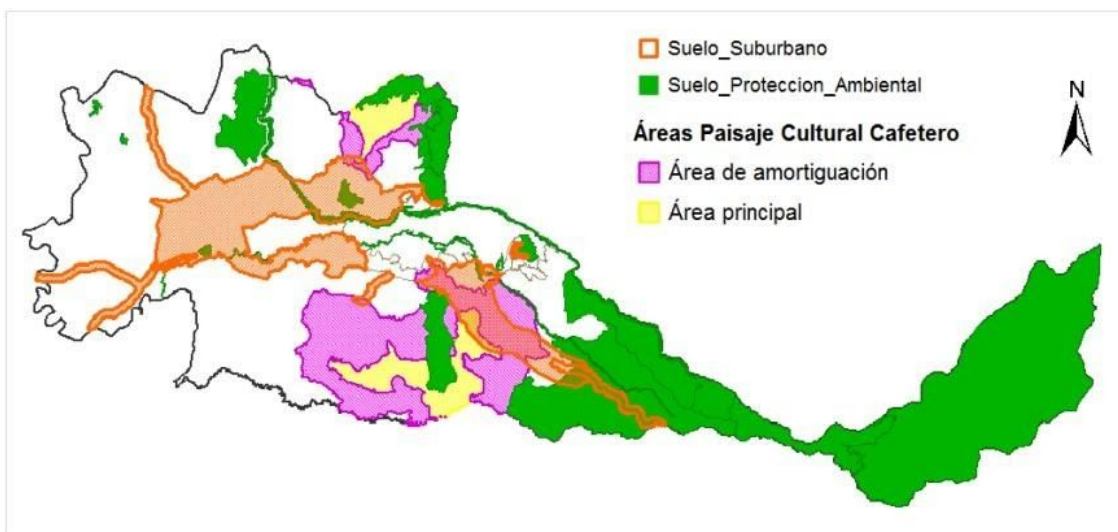 Suelo_Suburbano
Suelo_Proteccion_Ambiental
N
Áreas Paisaje Cultural Cafetero
Área de amortiguación
Área principal